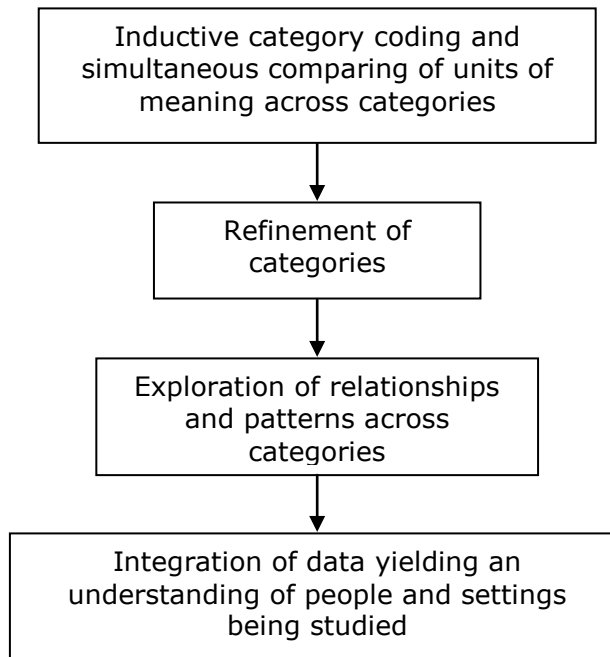 Inductive category coding and
simultaneous comparing of units of
meaning across categories
Refinement of
categories
Exploration of relationships
and patterns across
categories
Integration of data yielding an
understanding of people and settings
being studied